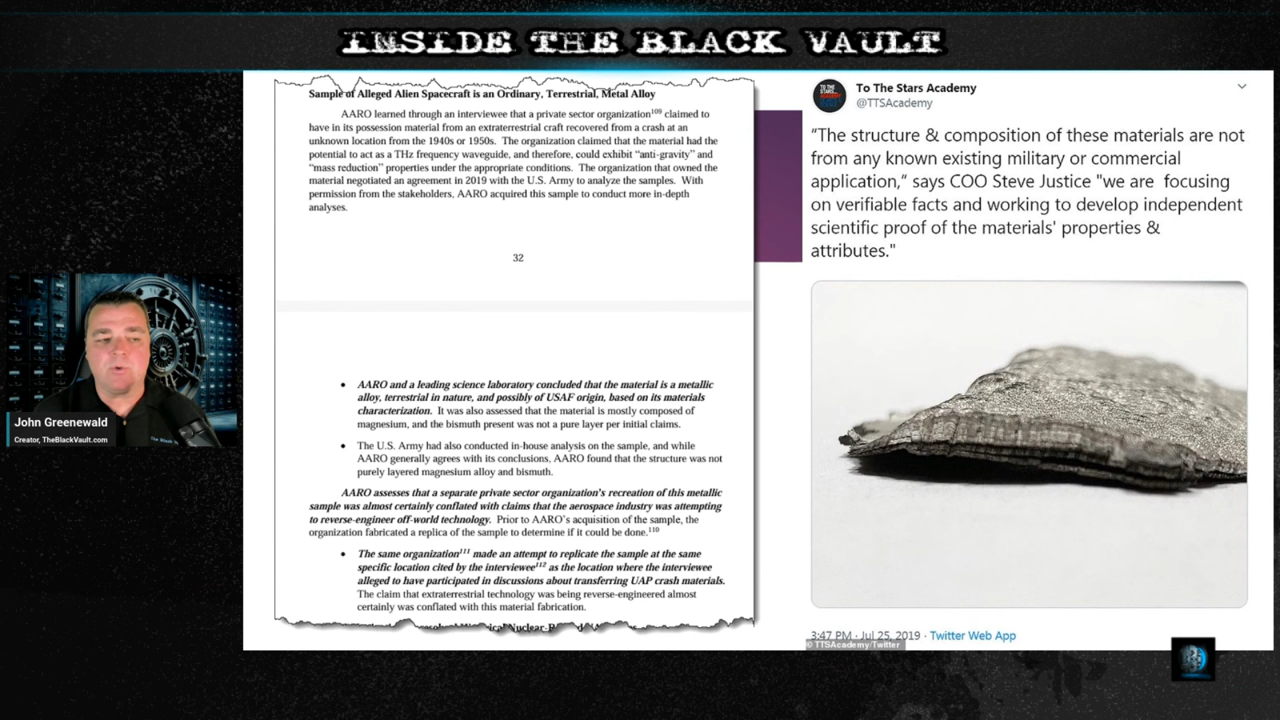 INSIDE THE BLACK VAULT
Sample of Alleged Alien Spacecraft is an Ordinary, Terrestrial, Metal Alloy
AARO learned through an interviewee that a private sector organization109 claimed to
have in its possession material from an extraterrestrial craft recovered from a crash at an
unknown location from the 1940s or 1950s. The organization claimed that the material had the
potential to act as a THz frequency waveguide, and therefore, could exhibit “anti-gravity” and
“mass reduction” properties under the appropriate conditions. The organization that owned the
material negotiated an agreement in 2019 with the U.S. Army to analyze the samples. With
permission from the stakeholders, AARO acquired this sample to conduct more in-depth
analyses.
32
• AARO and a leading science laboratory concluded that the material is a metallic
alloy, terrestrial in nature, and possibly of USAF origin, based on its materials
characterization. It was also assessed that the material is mostly composed of
magnesium, and the bismuth present was not a pure layer per initial claims.
• The U.S. Army had also conducted in-house analysis on the sample, and while
AARO generally agrees with its conclusions, AARO found that the structure was not
purely layered magnesium alloy and bismuth.
AARO assesses that a separate private sector organization's recreation of this metallic
sample was almost certainly conflated with claims that the aerospace industry was attempting
to reverse-engineer off-world technology. Prior to AARO's acquisition of the sample, the
organization fabricated a replica of the sample to determine if it could be done.110
• The same organization111 made an attempt to replicate the sample at the same
specific location cited by the interviewee112 as the location where the interviewee
alleged to have participated in discussions about transferring UAP crash materials.
The claim that extraterrestrial technology was being reverse-engineered almost
certainly was conflated with this material fabrication.
To The Stars Academy
@TTSAcademy
"The structure & composition of these materials are not
from any known existing military or commercial
application," says COO Steve Justice "we are focusing
on verifiable facts and working to develop independent
scientific proof of the materials' properties &
attributes."
3:47 PM · Jul 25, 2019 · Twitter Web App
© TTSAcademy/Twitter
John Greenewald
Creator, TheBlackVault.com